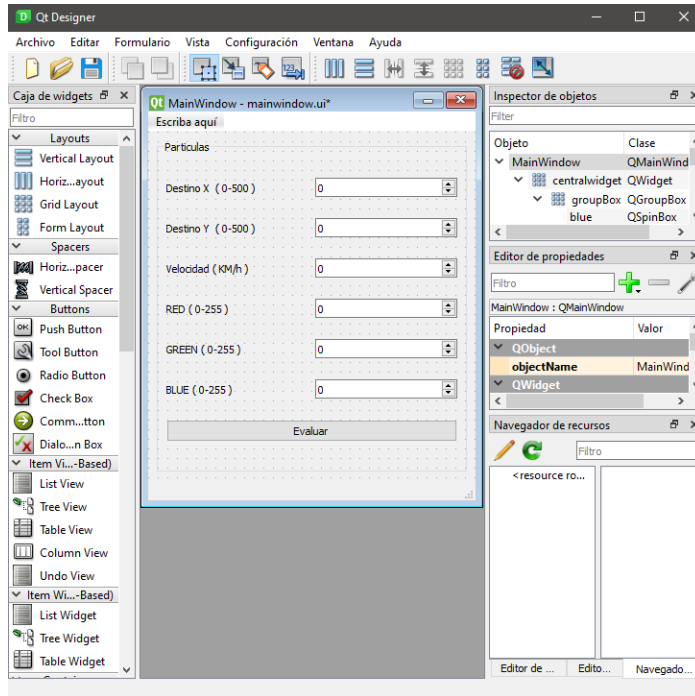 Qt Designer
Archivo Editar Formulario Vista Configuración Ventana Ayuda
Caja de widgets
Filtro
Layouts
Vertical Layout
Horiz...ayout
Grid Layout
Form Layout
Spacers
Horiz...pacer
Vertical Spacer
Buttons
Push Button
Tool Button
Radio Button
Check Box
Comm...tton
Dialo...n Box
Item Vi...-Based)
List View
Tree View
Table View
Column View
Undo View
Item Wi...-Based)
List Widget
Tree Widget
Table Widget
MainWindow - mainwindow.ui*
Escriba aquí
Particulas
Destino X ( 0-500 ) 0
Destino Y ( 0-500 ) 0
Velocidad ( KM/h ) 0
RED ( 0-255 ) 0
GREEN ( 0-255 ) 0
BLUE ( 0-255 ) 0
Evaluar
Inspector de objetos
Filter
Objeto Clase
MainWindow QMainWind
centralwidget QWidget
groupBox QGroupBox
blue QSpinBox
Editor de propiedades
Filtro
MainWindow : QMainWindow
Propiedad Valor
QObject
objectName MainWind
QWidget
Navegador de recursos
Filtro
<resource ro...
Editor de ... Edito... Navegado...